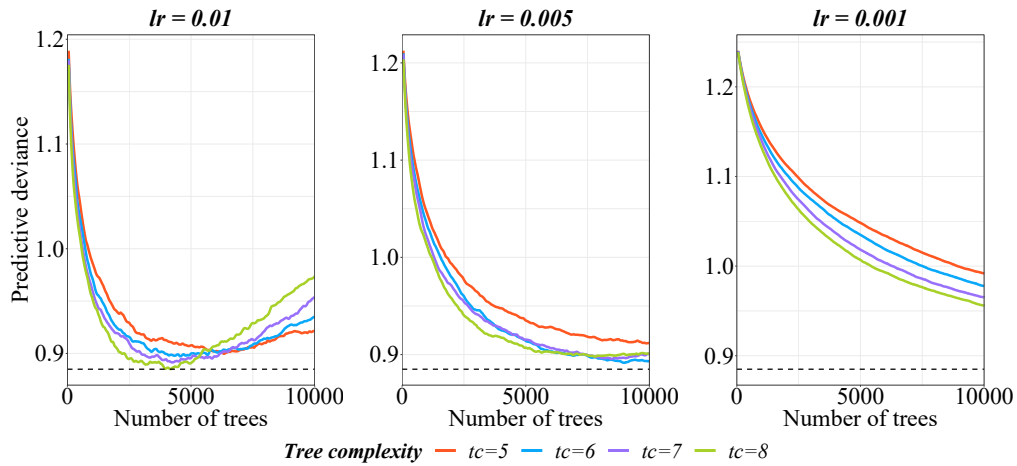 lr = 0.01
lr = 0.005
lr = 0.001
Predictive deviance
1.2
1.1
1.0
0.9
0
5000
10000
Number of trees
1.2
1.1
1.0
0.9
0
5000
10000
Number of trees
1.2
1.1
1.0
0.9
0
5000
10000
Number of trees
Tree complexity tc=5 tc=6 tc=7 tc=8